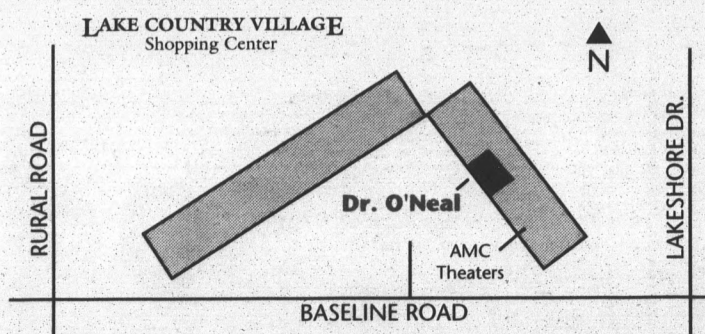 LAKE COUNTRY VILLAGE
Shopping Center
N
RURAL ROAD
LAKESHORE DR.
Dr. O'Neal
AMC
Theaters
BASELINE ROAD